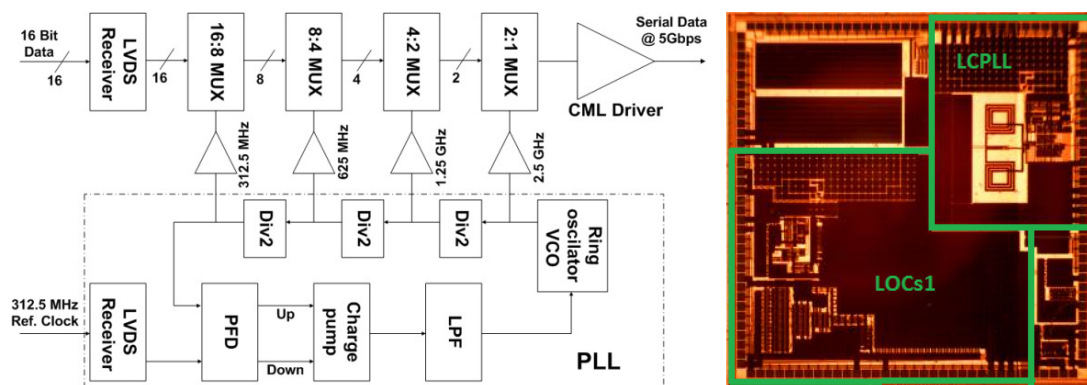 16 Bit
Data
16
LVDS
Receiver
16
16:8 MUX
8
8:4 MUX
4
4:2 MUX
2
2:1 MUX
CML Driver
Serial Data
@ 5Gbps
312.5 MHz
625 MHz
1.25 GHz
2.5 GHz
Div2
Div2
Div2
Ring
oscilator
VCO
312.5 MHz
Ref. Clock
LVDS
Receiver
PFD
Up
Down
Charge
pump
LPF
PLL
LCPLL
LOCs1